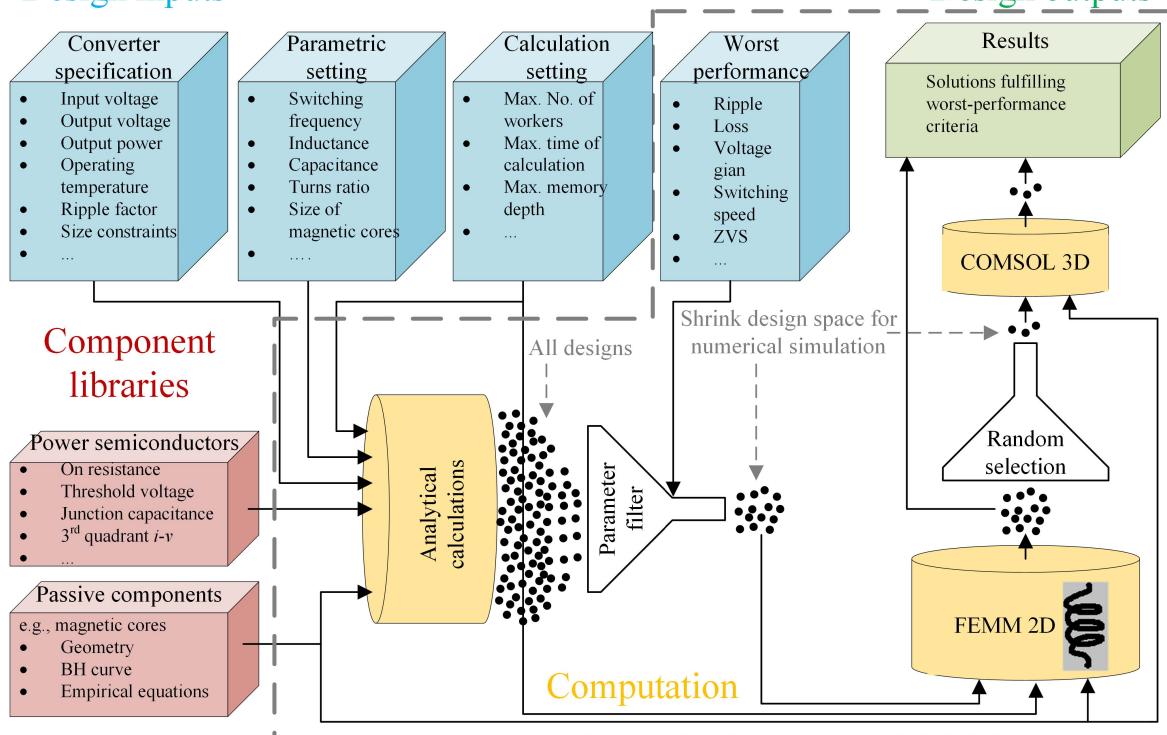 Design inputs
Design outputs
Converter
specification
• Input voltage
• Output voltage
• Output power
• Operating
temperature
• Ripple factor
• Size constraints
• ...
Parametric
setting
• Switching
frequency
• Inductance
• Capacitance
• Turns ratio
• Size of
magnetic cores
• ....
Calculation
setting
• Max. No. of
workers
• Max. time of
calculation
• Max. memory
depth
• ...
Worst
performance
• Ripple
• Loss
• Voltage
gian
• Switching
speed
• ZVS
• ...
Results
Solutions fulfilling
worst-performance
criteria
COMSOL 3D
Shrink design space for
numerical simulation
All designs
Component
libraries
Power semiconductors
• On resistance
• Threshold voltage
• Junction capacitance
• 3rd quadrant i-v
• ...
Passive components
e.g., magnetic cores
• Geometry
• BH curve
• Empirical equations
Analytical
calculations
Parameter
filter
Random
selection
FEMM 2D
Computation